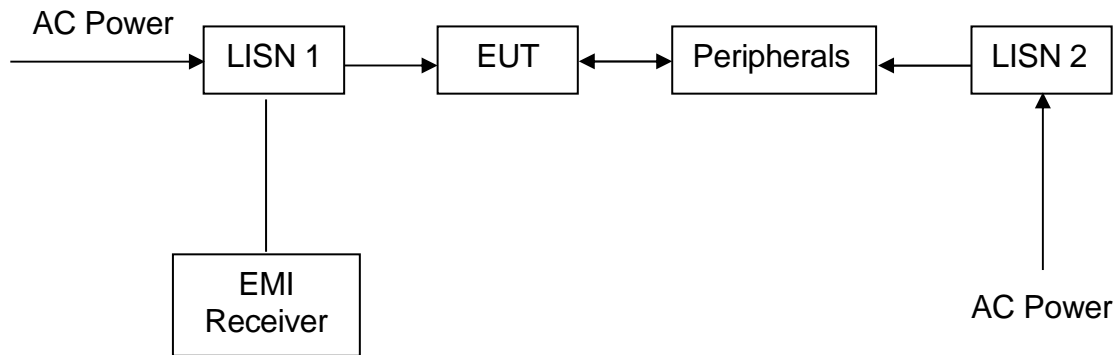 AC Power
LISN 1
EUT
Peripherals
LISN 2
EMI
Receiver
AC Power